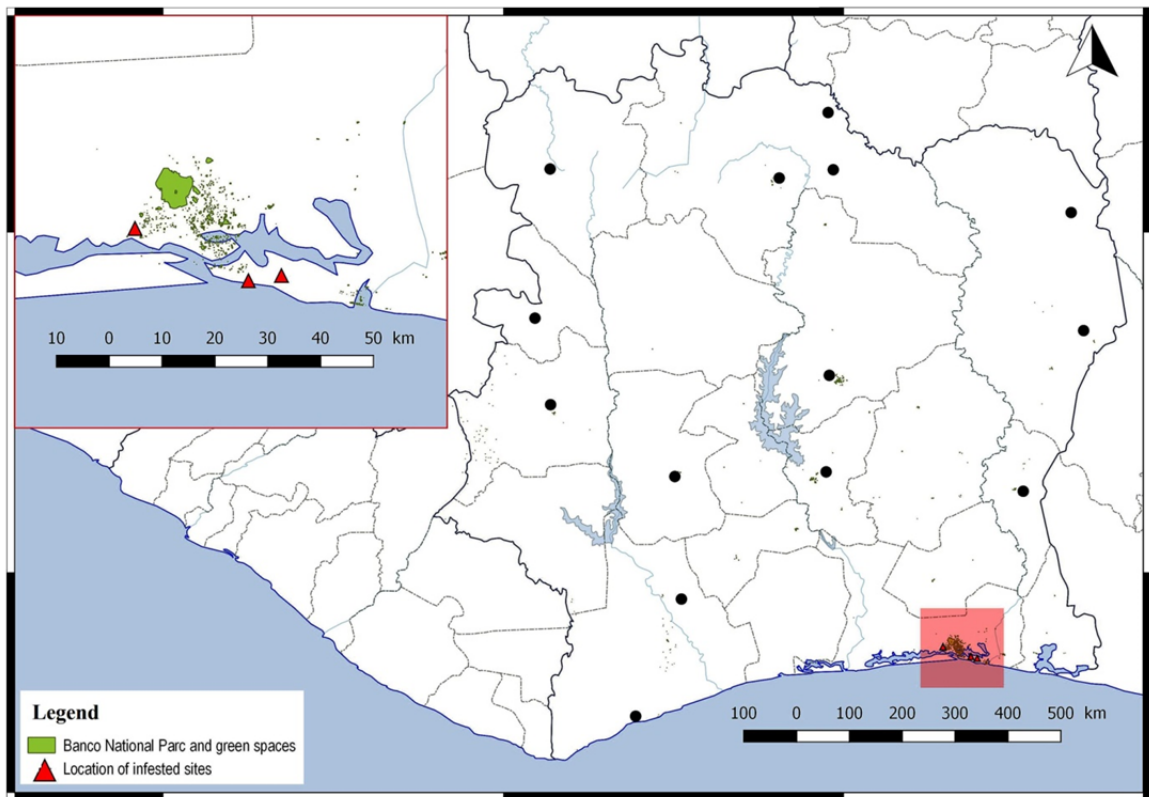 10 0 10 20 30 40 50 km
100 0 100 200 300 400 500 km
Legend
Banco National Parc and green spaces
Location of infested sites